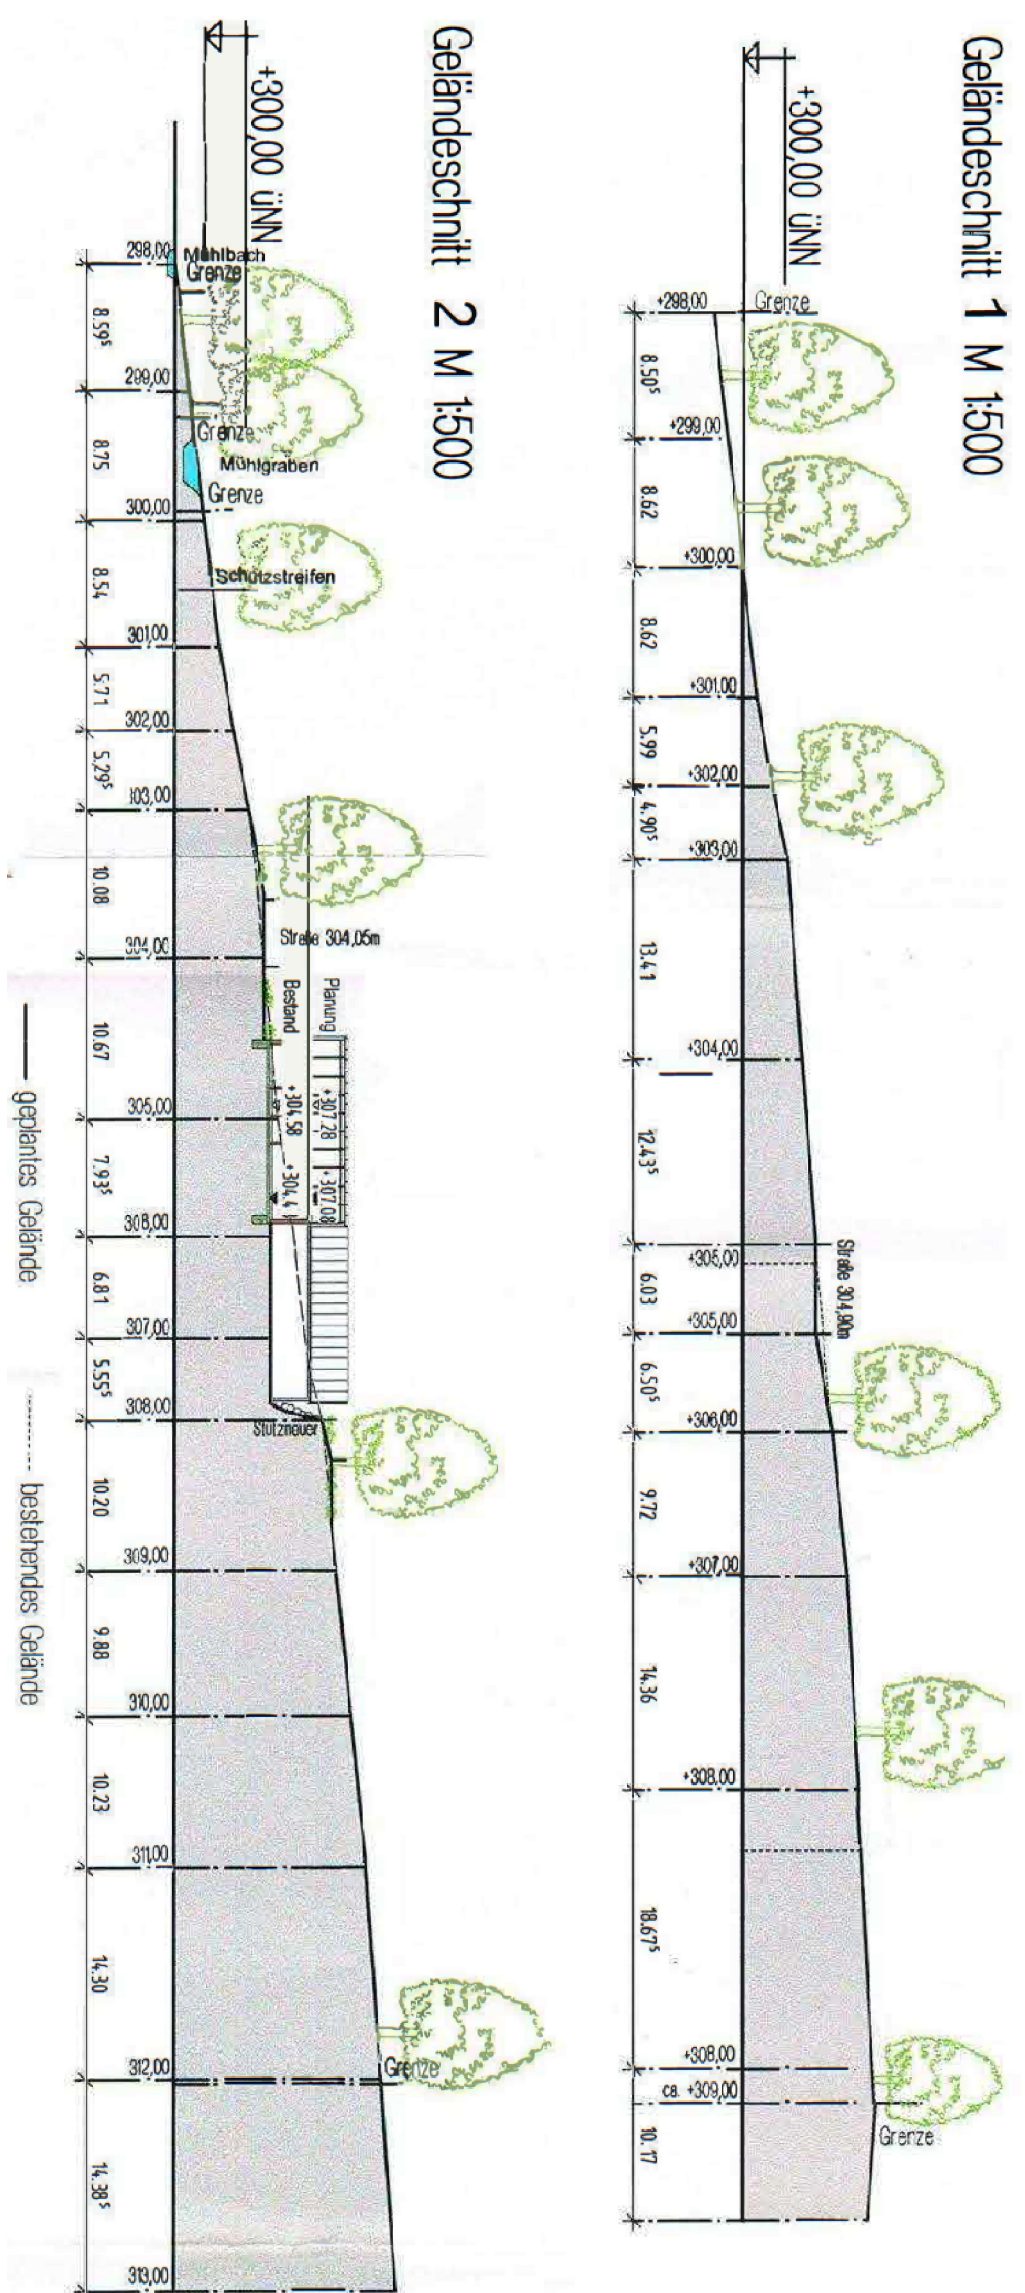 Geländeschnitt 1 M 1:500
+300,00 üNN
Grenze
+298,00
+299,00
+300,00
+301,00
+302,00
+303,00
+304,00
+305,00
+305,00
+306,00
+307,00
+308,00
+308,00
ca. +309,00
Straße 304,90m
Grenze
8.50⁵
8.62
8.62
5.99
4.90⁵
13.41
12.43⁵
6.03
6.50⁵
9.72
14.36
18.67⁵
10.17
Geländeschnitt 2 M 1:500
+300,00 üNN
Mühlbach
Grenze
Grenze
Mühlgraben
Grenze
Schutzstreifen
Straße 304,05m
Planung
+307.28
+307.08
Bestand
+304.58
+304.4
Stützmauer
Grenze
298,00
299,00
300,00
301,00
302,00
303,00
304,00
305,00
308,00
307,00
308,00
309,00
310,00
311,00
312,00
313,00
8.59⁵
8.75
8.54
5.71
5.29⁵
10.08
10.67
7.93⁵
6.81
5.55⁵
10.20
9.88
10.23
14.30
14.38⁵
geplantes Gelände
bestehendes Gelände